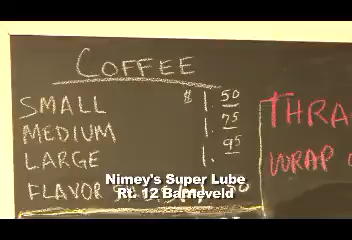 COFFEE
SMALL $1.50
MEDIUM 1.75
LARGE 1.95
FLAVOR
THRA
WRAP
Nimey's Super Lube
Rt. 12 Barneveld